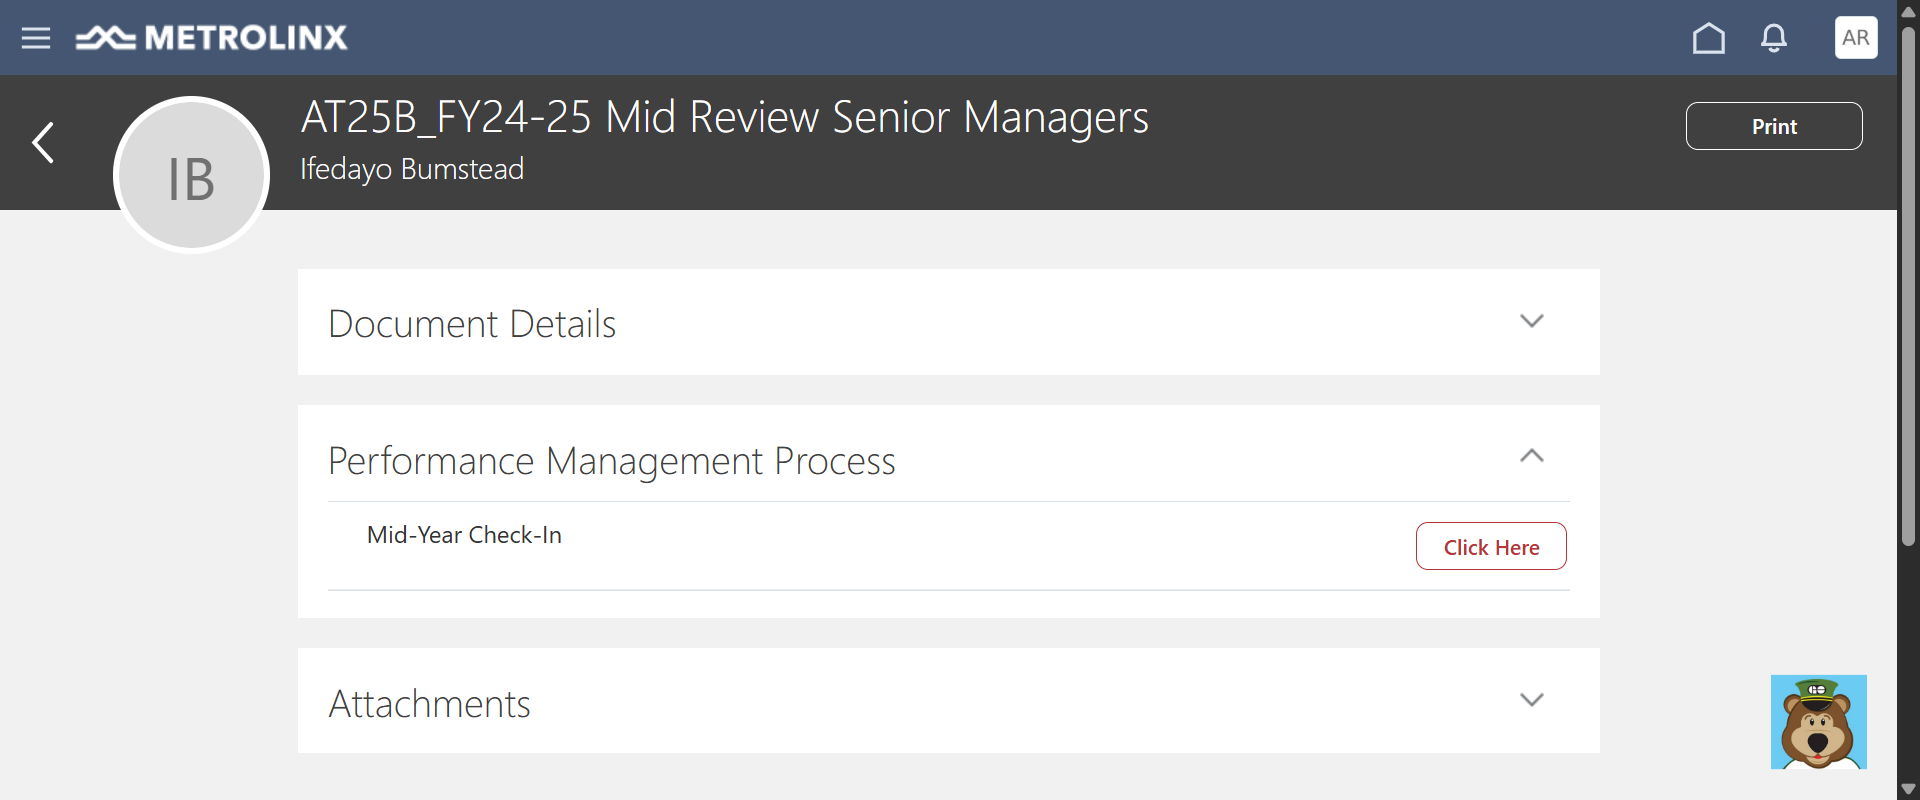 METROLINX
AR
AT25B_FY24-25 Mid Review Senior Managers
Print
IB
Ifedayo Bumstead
Document Details
Performance Management Process
Mid-Year Check-In
Click Here
Attachments
GO